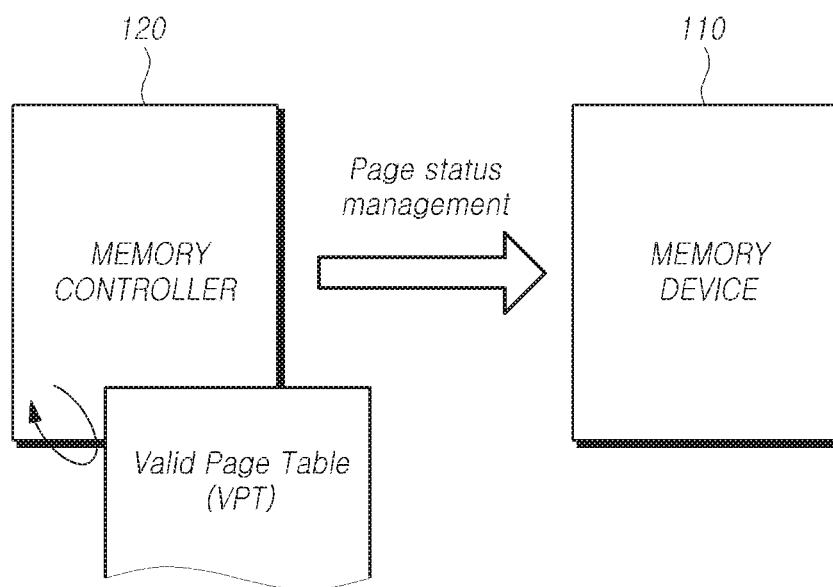 120
110
Page status
management
MEMORY
CONTROLLER
MEMORY
DEVICE
Valid Page Table
(VPT)